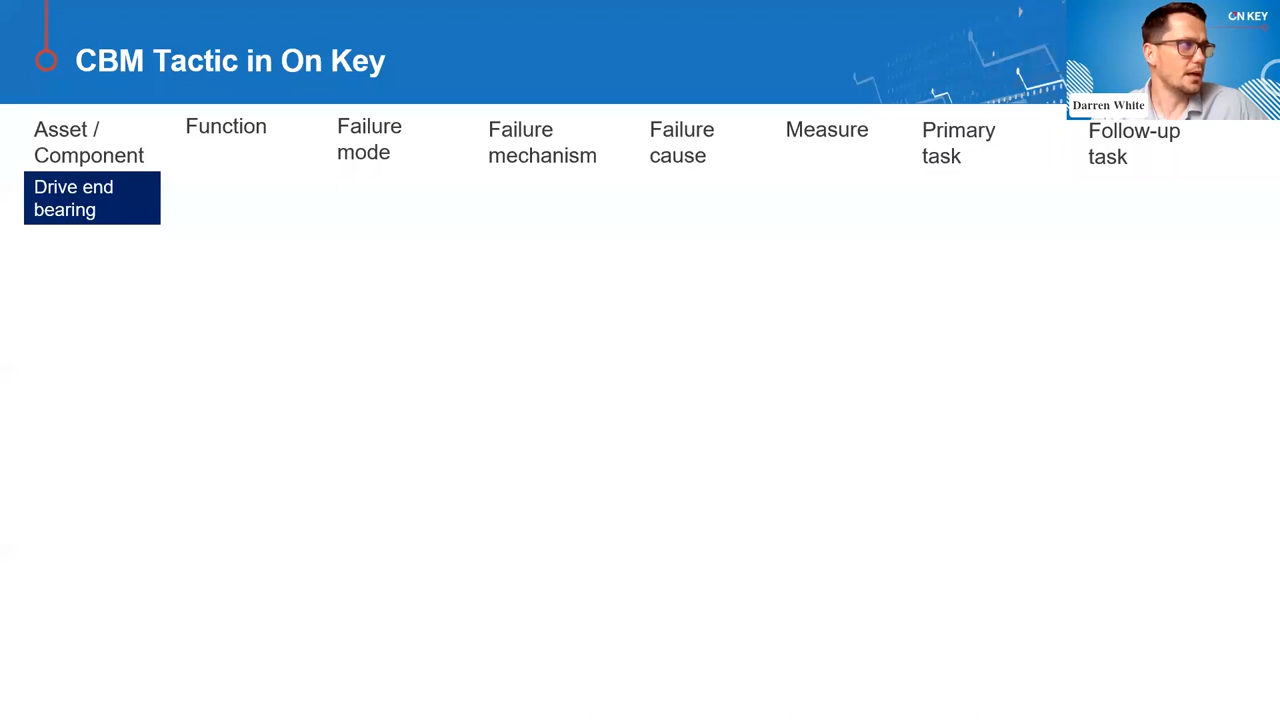 CBM Tactic in On Key
ON KEY
Darren White
Asset /
Component
Function
Failure
mode
Failure
mechanism
Failure
cause
Measure
Primary
task
Follow-up
task
Drive end
bearing